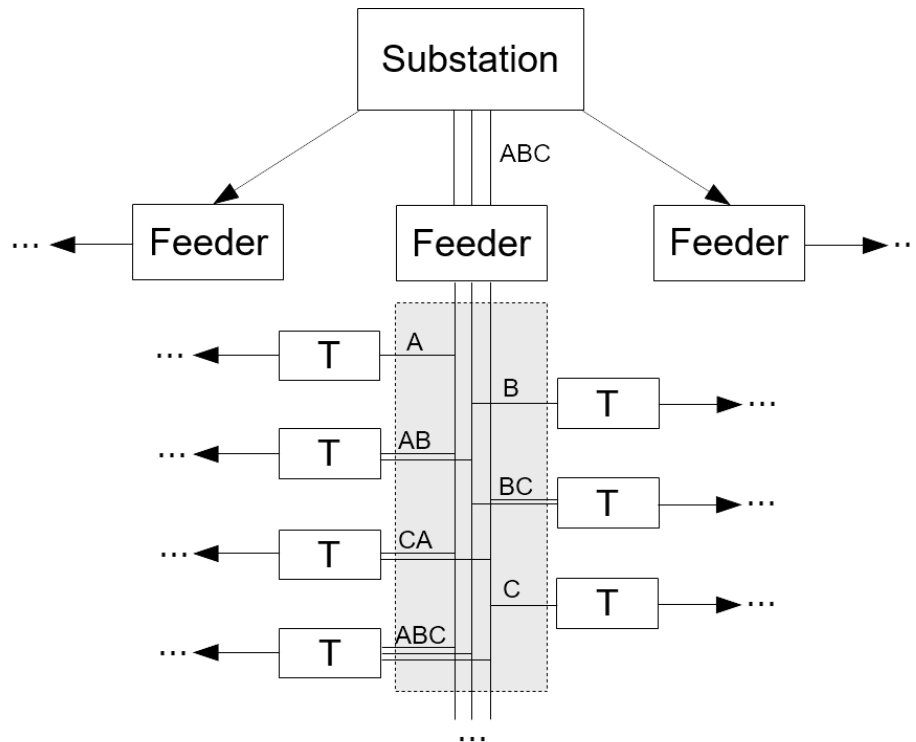 Substation
ABC
Feeder
Feeder
Feeder
...
...
A
T
...
B
T
...
AB
T
...
BC
T
...
CA
T
...
C
T
...
ABC
T
...
...